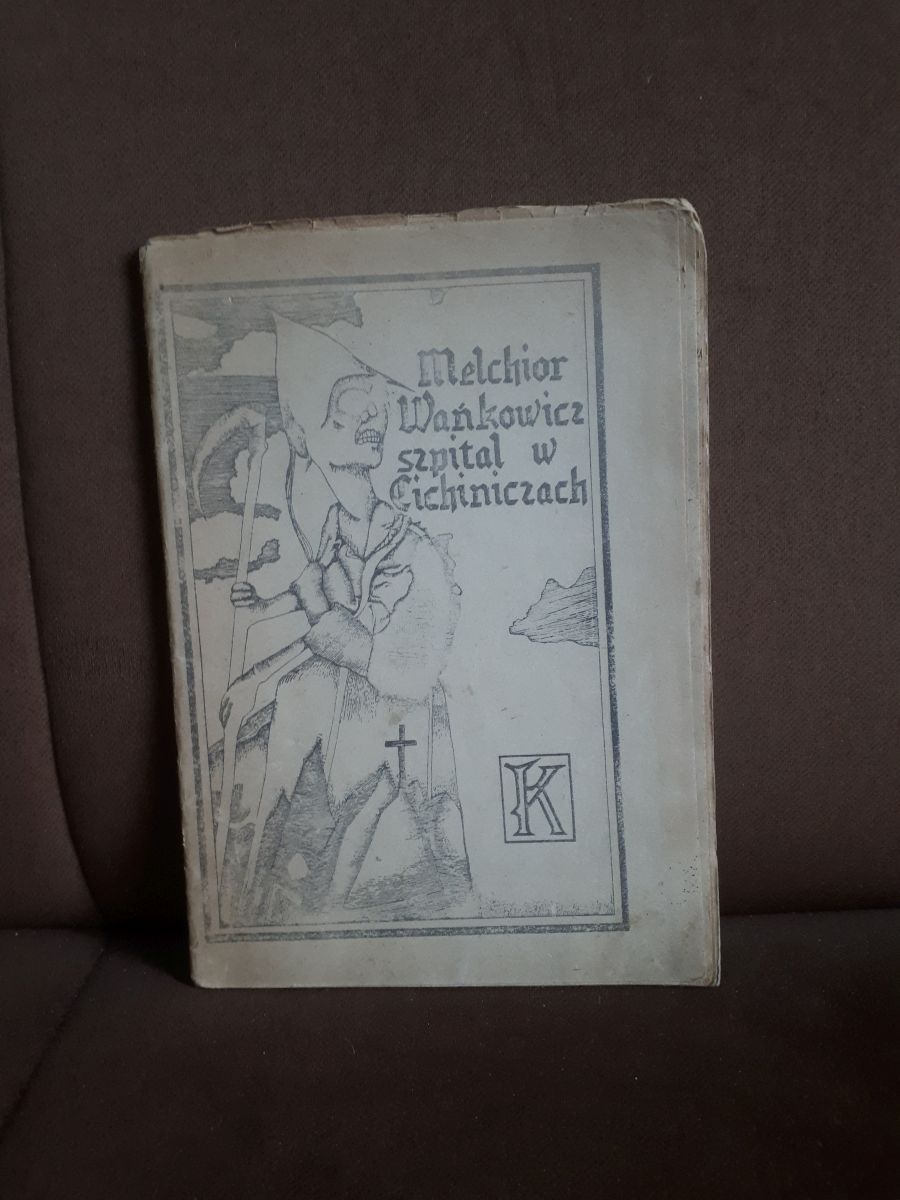 Melchior
Wańkowicz
szpital w
Cichiniczach
K